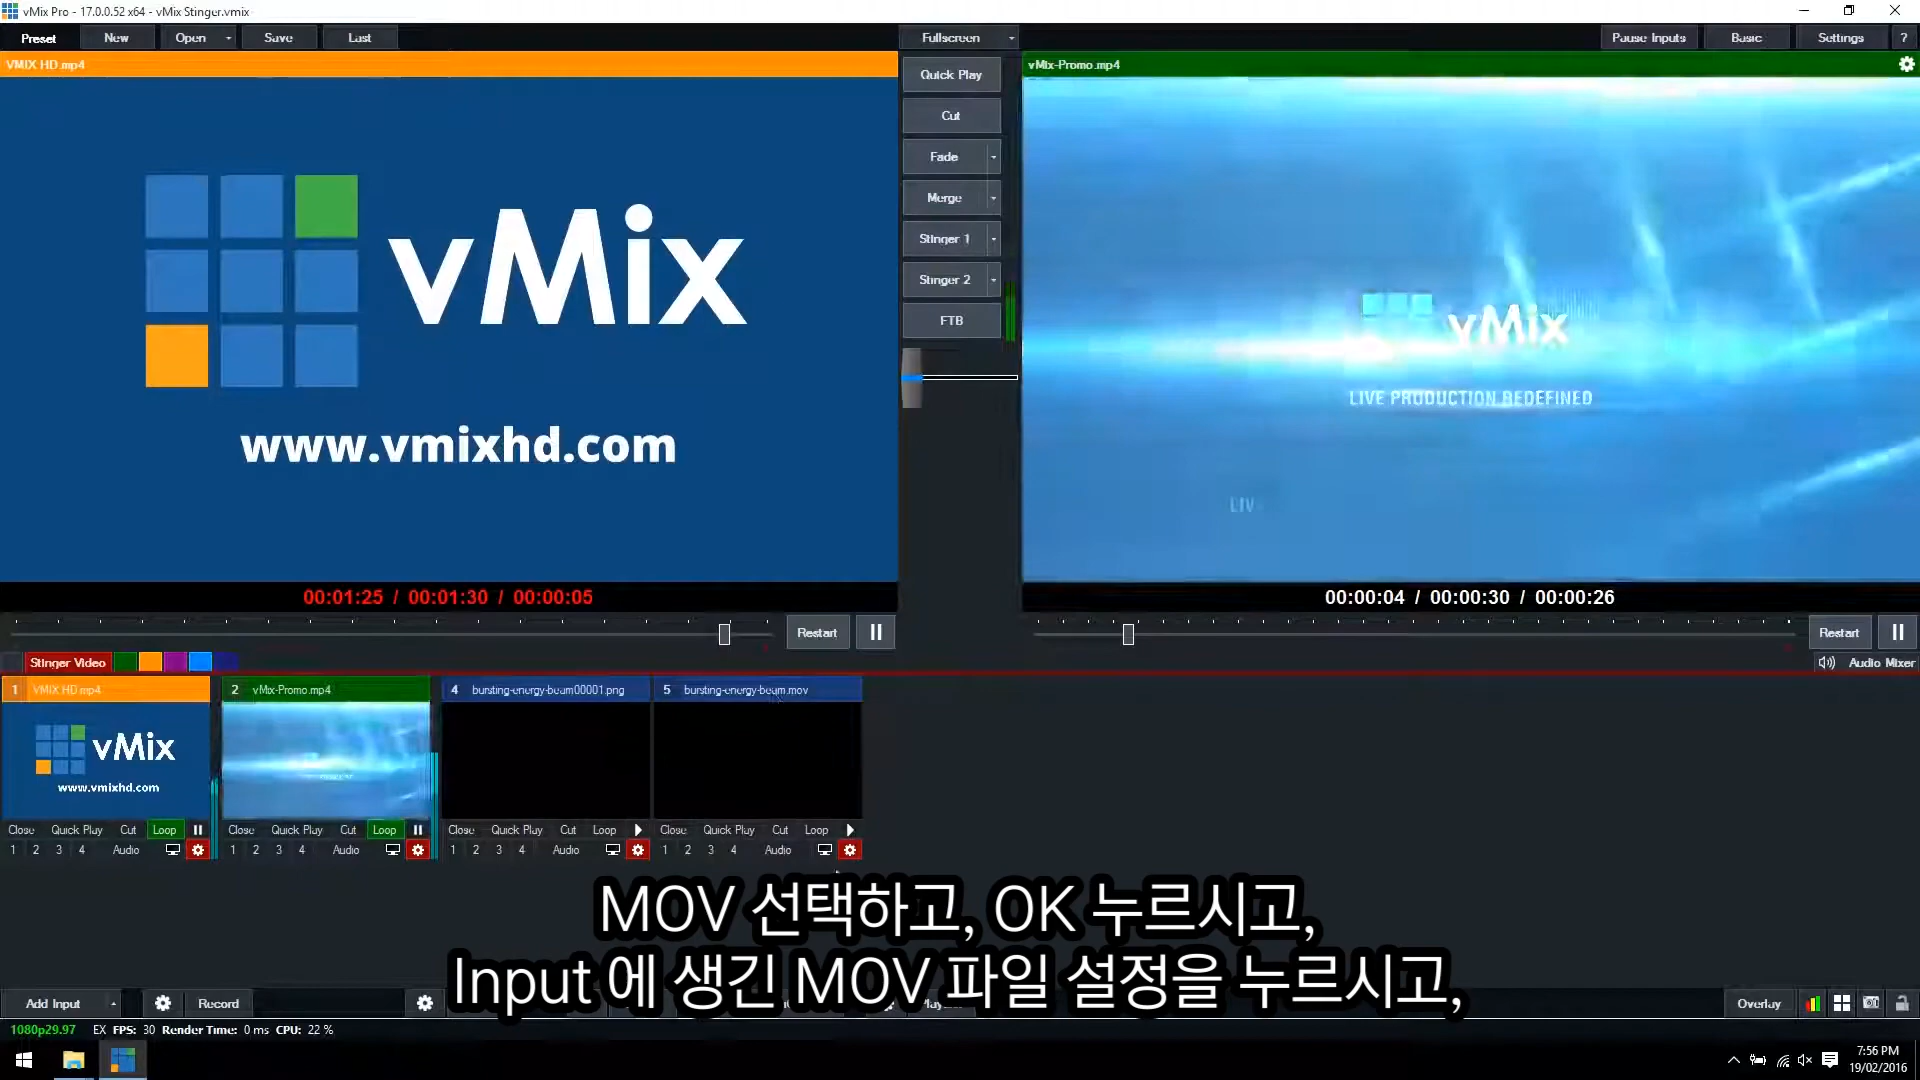 vMix Pro - 17.0.0.52 x64 - vMix Stinger.vmix
Preset New Open Save Last Fullscreen Pause Inputs Basic Settings ?
VMIX HD.mp4
vMix-Promo.mp4
Quick Play
Cut
Fade
Merge
Stinger 1
Stinger 2
FTB
vMix
www.vmixhd.com
vMix
LIVE PRODUCTION REDEFINED
LIV
00:01:25 / 00:01:30 / 00:00:05
00:00:04 / 00:00:30 / 00:00:26
Restart
Restart
Stinger Video
Audio Mixer
1 VMIX HD.mp4
2 vMix-Promo.mp4
4 bursting-energy-beam00001.png
5 bursting-energy-beam.mov
vMix
www.vmixhd.com
Close Quick Play Cut Loop
Close Quick Play Cut Loop
Close Quick Play Cut Loop
Close Quick Play Cut Loop
1 2 3 4 Audio
1 2 3 4 Audio
1 2 3 4 Audio
1 2 3 4 Audio
MOV 선택하고, OK 누르시고,
Input 에 생긴 MOV 파일 설정을 누르시고,
Add Input Record Overlay
1080p29.97 EX FPS: 30 Render Time: 0 ms CPU: 22 %
7:56 PM
19/02/2016